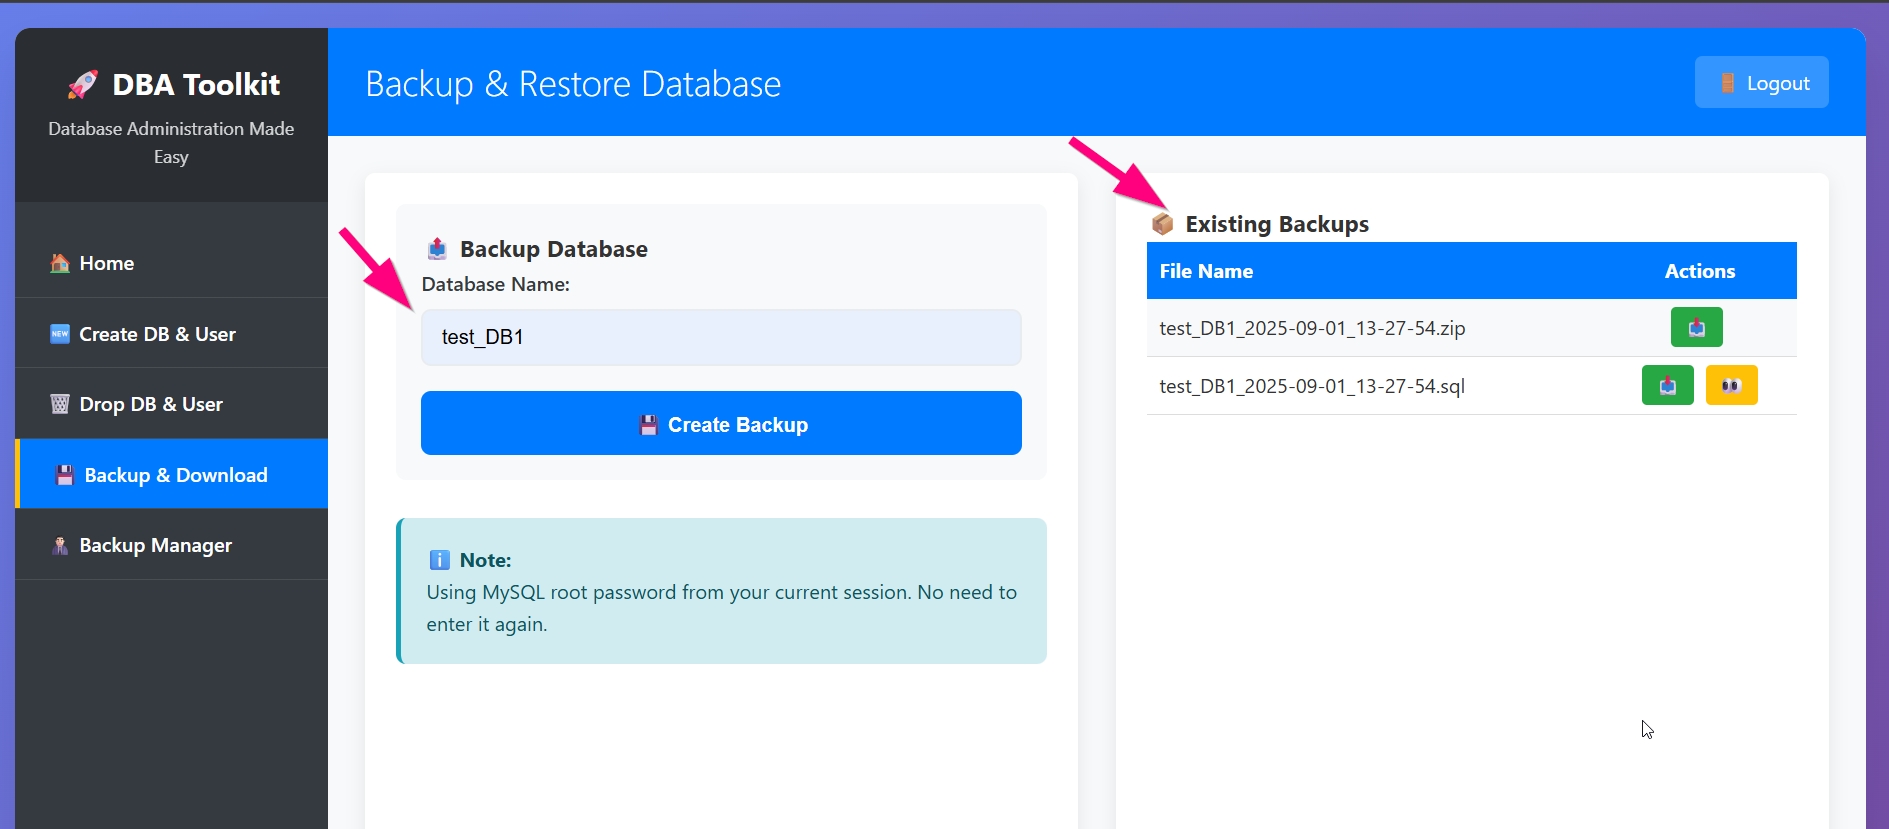 DBA Toolkit
Database Administration Made
Easy
Home
NEW Create DB & User
Drop DB & User
Backup & Download
Backup Manager
Backup & Restore Database
Logout
Backup Database
Database Name:
test_DB1
Create Backup
i Note:
Using MySQL root password from your current session. No need to
enter it again.
Existing Backups
File Name Actions
test_DB1_2025-09-01_13-27-54.zip
test_DB1_2025-09-01_13-27-54.sql